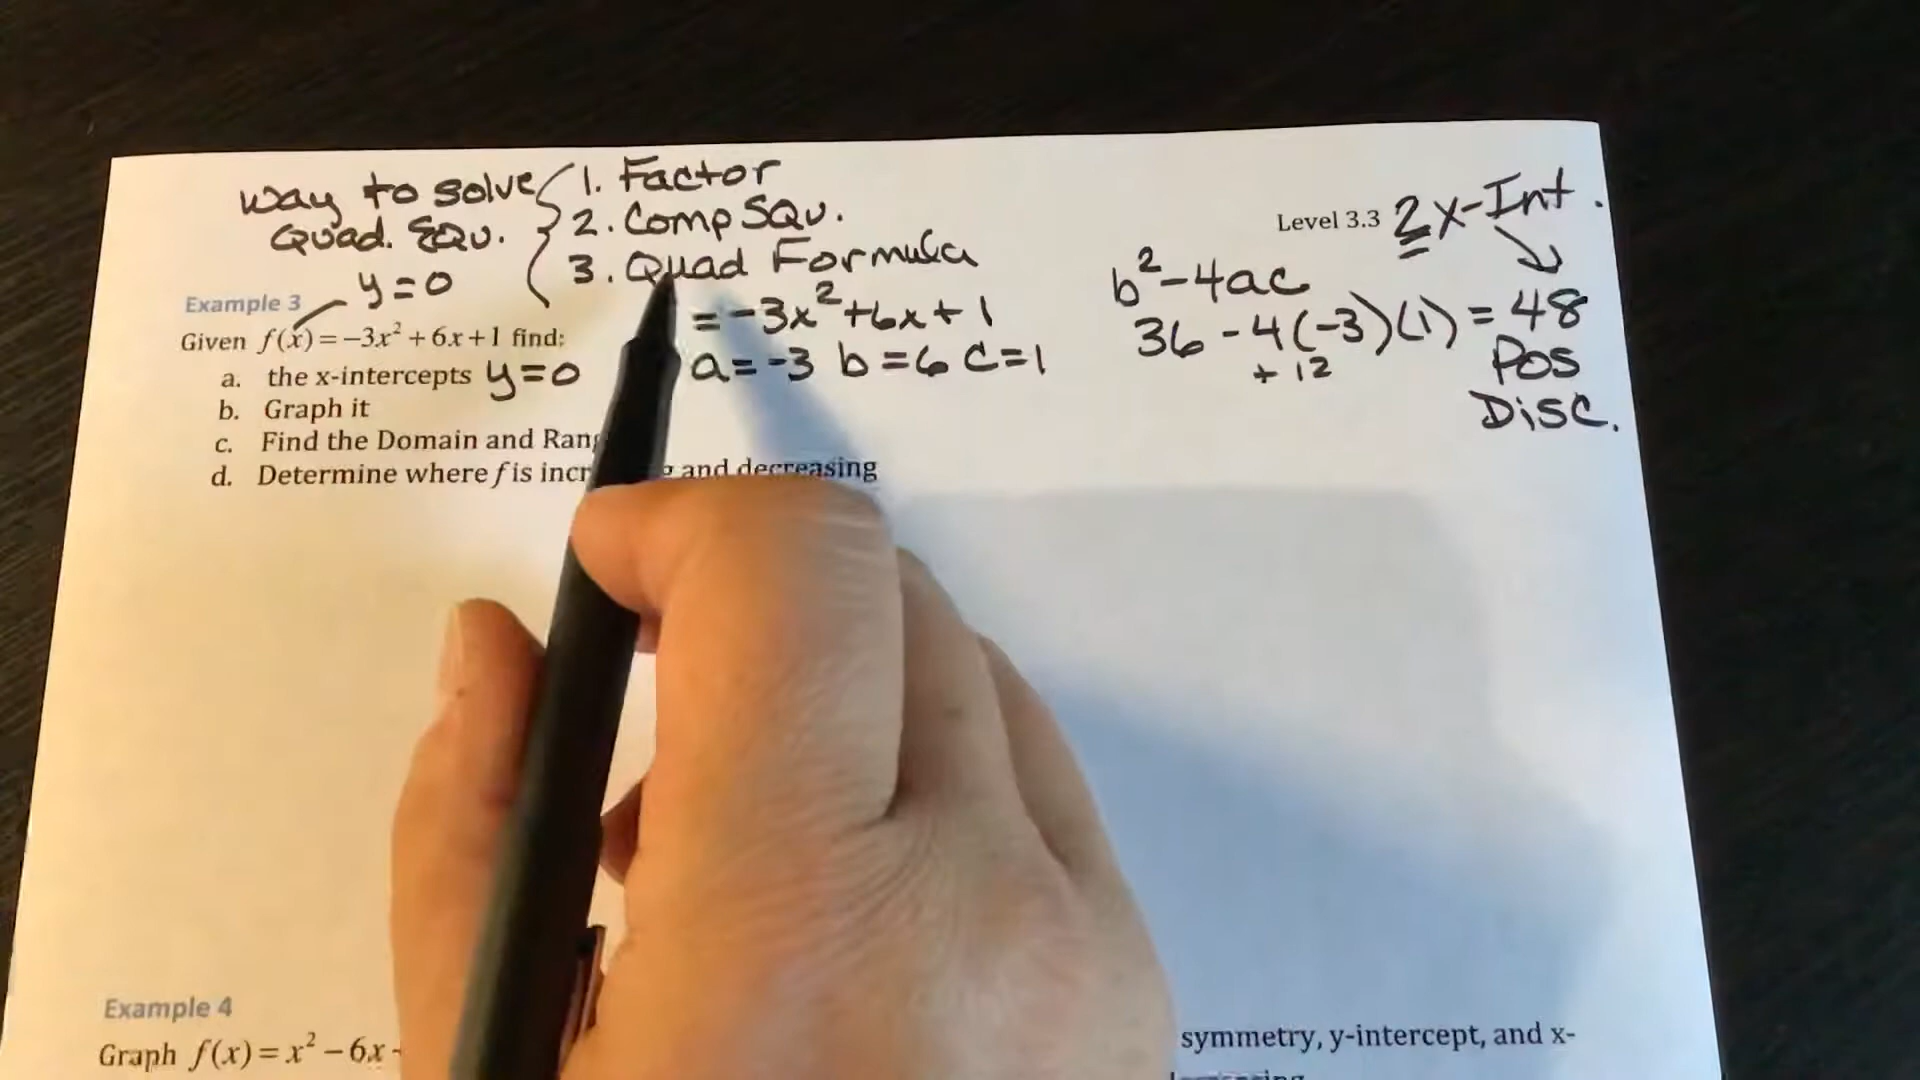 way to solve
Quad. EQU.
1. Factor
2. Comp SQU.
3. Quad Formula
Level 3.3 2 x-Int.
y=0
Example 3
Given f(x) = −3x² + 6x + 1 find:
a. the x-intercepts y=0
b. Graph it
c. Find the Domain and
d. Determine where f is and decreasing
= -3x² + 6x + 1
a = -3 b = 6 c = 1
b² - 4ac
36 - 4(-3)(1) = 48
+ 12
Pos
Disc.
Example 4
Graph f(x) = x² − 6x
symmetry, y-intercept, and x-